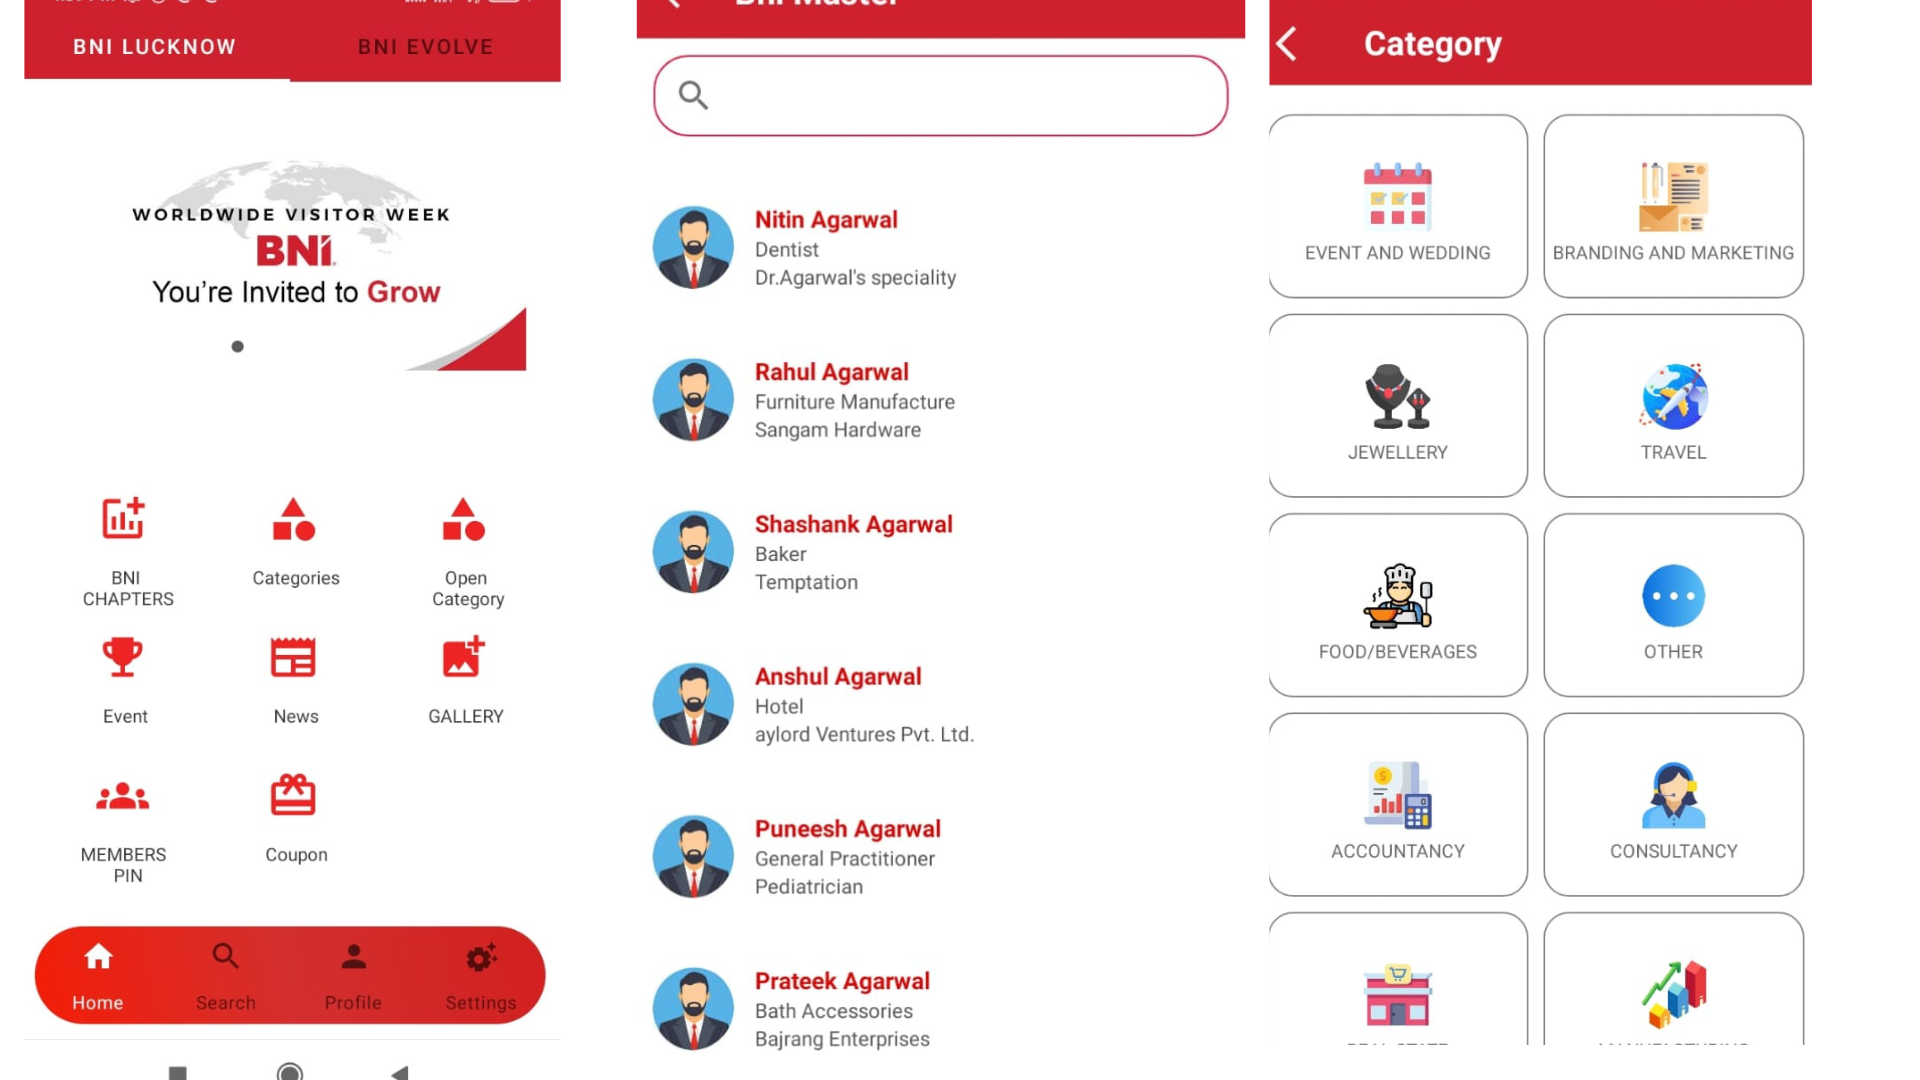 BNI LUCKNOW
BNI EVOLVE
WORLDWIDE VISITOR WEEK
BNI
You're Invited to Grow
BNI
CHAPTERS
Categories
Open
Category
Event
News
GALLERY
MEMBERS
PIN
Coupon
Home
Search
Profile
Settings
Bni Master
Nitin Agarwal
Dentist
Dr.Agarwal's speciality
Rahul Agarwal
Furniture Manufacture
Sangam Hardware
Shashank Agarwal
Baker
Temptation
Anshul Agarwal
Hotel
aylord Ventures Pvt. Ltd.
Puneesh Agarwal
General Practitioner
Pediatrician
Prateek Agarwal
Bath Accessories
Bajrang Enterprises
Category
EVENT AND WEDDING
BRANDING AND MARKETING
JEWELLERY
TRAVEL
FOOD/BEVERAGES
OTHER
ACCOUNTANCY
CONSULTANCY